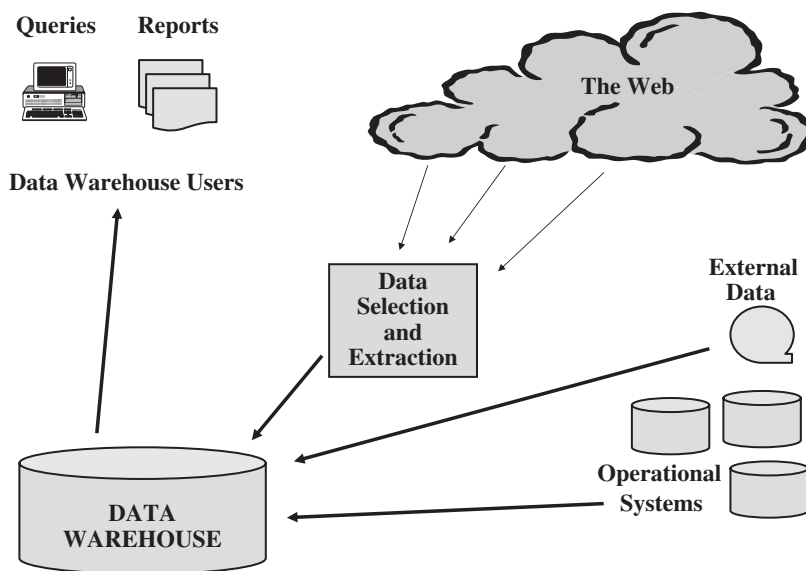 Queries Reports
The Web
Data Warehouse Users
Data
Selection
and
Extraction
External
Data
Operational
Systems
DATA
WAREHOUSE